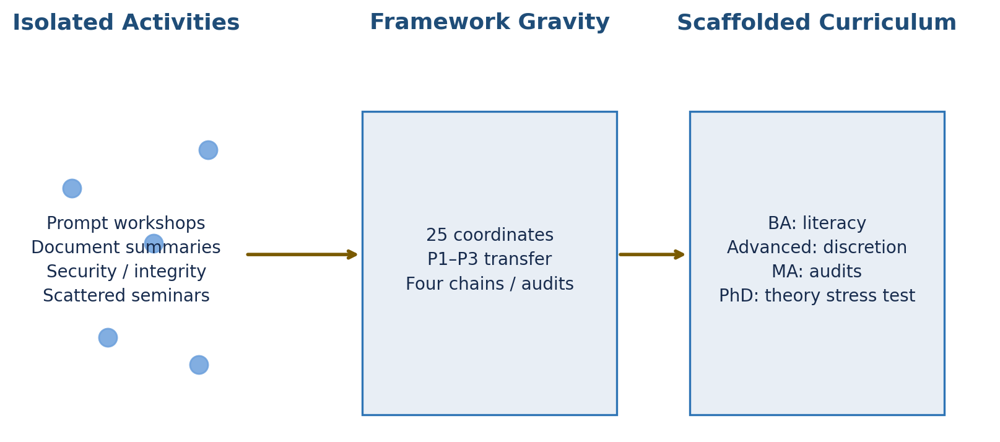 Isolated Activities
Framework Gravity
Scaffolded Curriculum
Prompt workshops
Document summaries
Security / integrity
Scattered seminars
25 coordinates
P1–P3 transfer
Four chains / audits
BA: literacy
Advanced: discretion
MA: audits
PhD: theory stress test